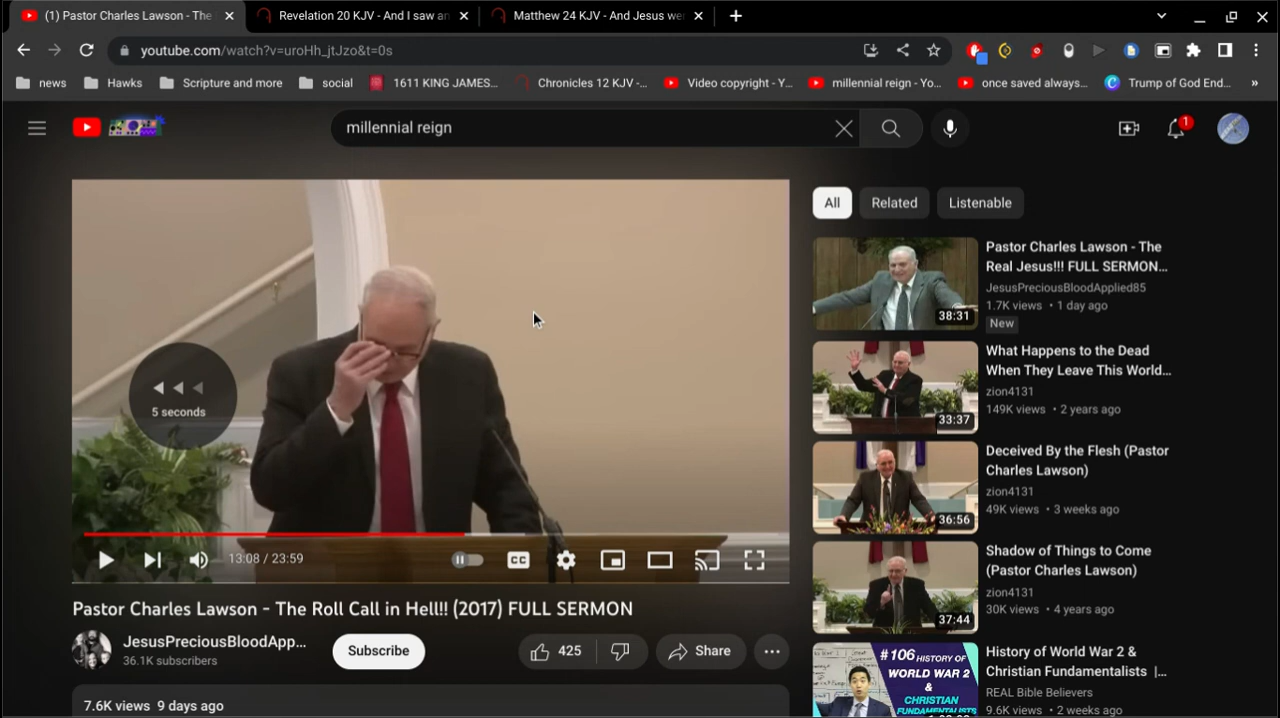 (1) Pastor Charles Lawson - The
Revelation 20 KJV - And I saw an
Matthew 24 KJV - And Jesus we
youtube.com/watch?v=uroHh_jtJzo&t=0s
news
Hawks
Scripture and more
social
1611 KING JAMES...
Chronicles 12 KJV -...
Video copyright - Y...
millennial reign - Yo...
once saved always...
Trump of God End...
»
millennial reign
1
All
Related
Listenable
5 seconds
13:08 / 23:59
CC
Pastor Charles Lawson - The Roll Call in Hell!! (2017) FULL SERMON
JesusPreciousBloodApp...
36.1K subscribers
Subscribe
425
Share
7.6K views 9 days ago
38:31
Pastor Charles Lawson - The
Real Jesus!!! FULL SERMON...
JesusPreciousBloodApplied85
1.7K views • 1 day ago
New
33:37
What Happens to the Dead
When They Leave This World...
zion4131
149K views • 2 years ago
36:56
Deceived By the Flesh (Pastor
Charles Lawson)
zion4131
49K views • 3 weeks ago
37:44
Shadow of Things to Come
(Pastor Charles Lawson)
zion4131
30K views • 4 years ago
#106 HISTORY OF
WORLD WAR 2
&
CHRISTIAN
FUNDAMENTALISTS
History of World War 2 &
Christian Fundamentalists |...
REAL Bible Believers
9.6K views • 2 weeks ago